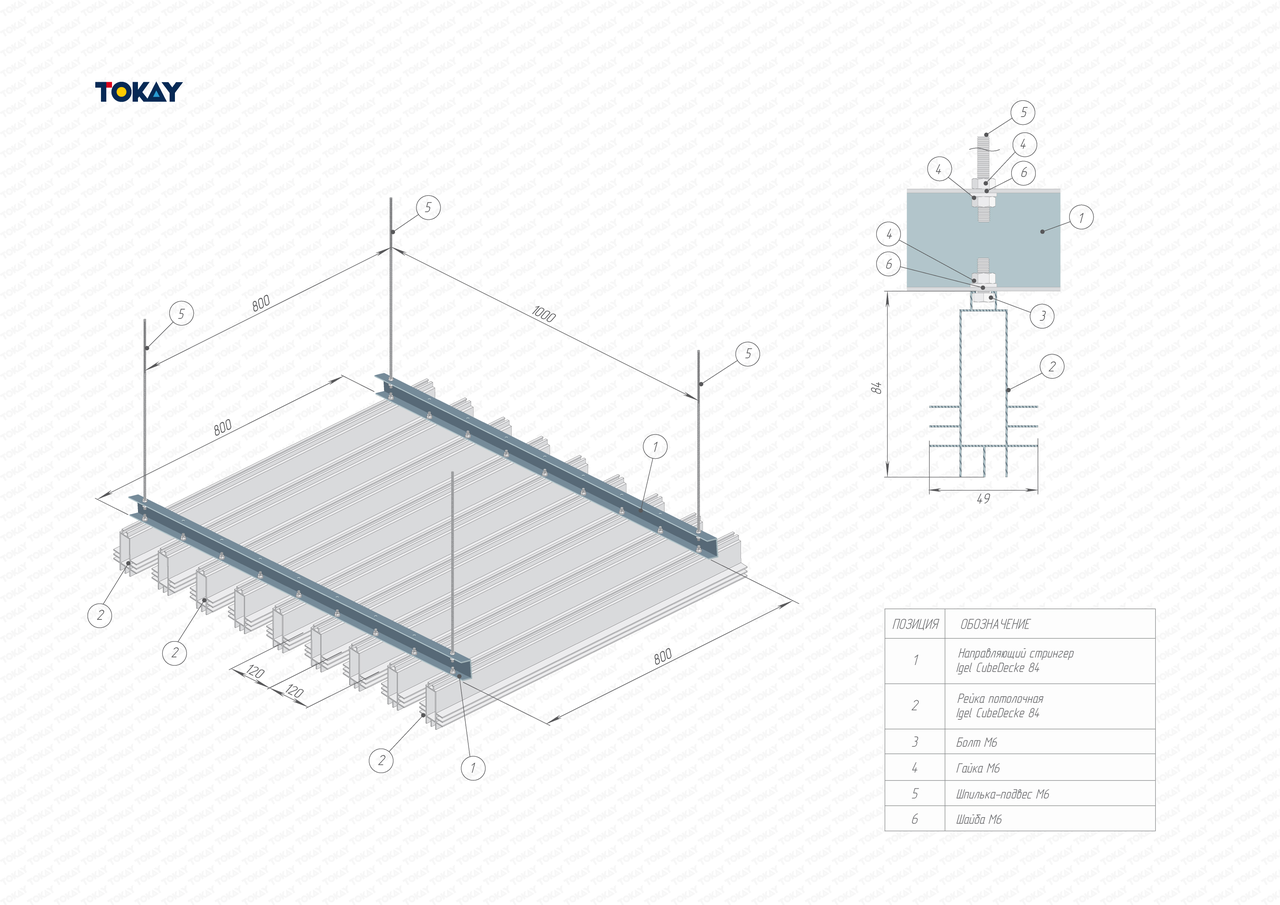 TOKAY
5
5
5
800
1000
800
1
800
120
120
2
2
2
1
5
4
6
4
1
4
6
3
2
84
49
ПОЗИЦИЯ ОБОЗНАЧЕНИЕ
1 Направляющий стрингер
Igel CubeDecke 84
2 Рейка потолочная
Igel CubeDecke 84
3 Болт М6
4 Гайка М6
5 Шпилька-подвес М6
6 Шайба М6